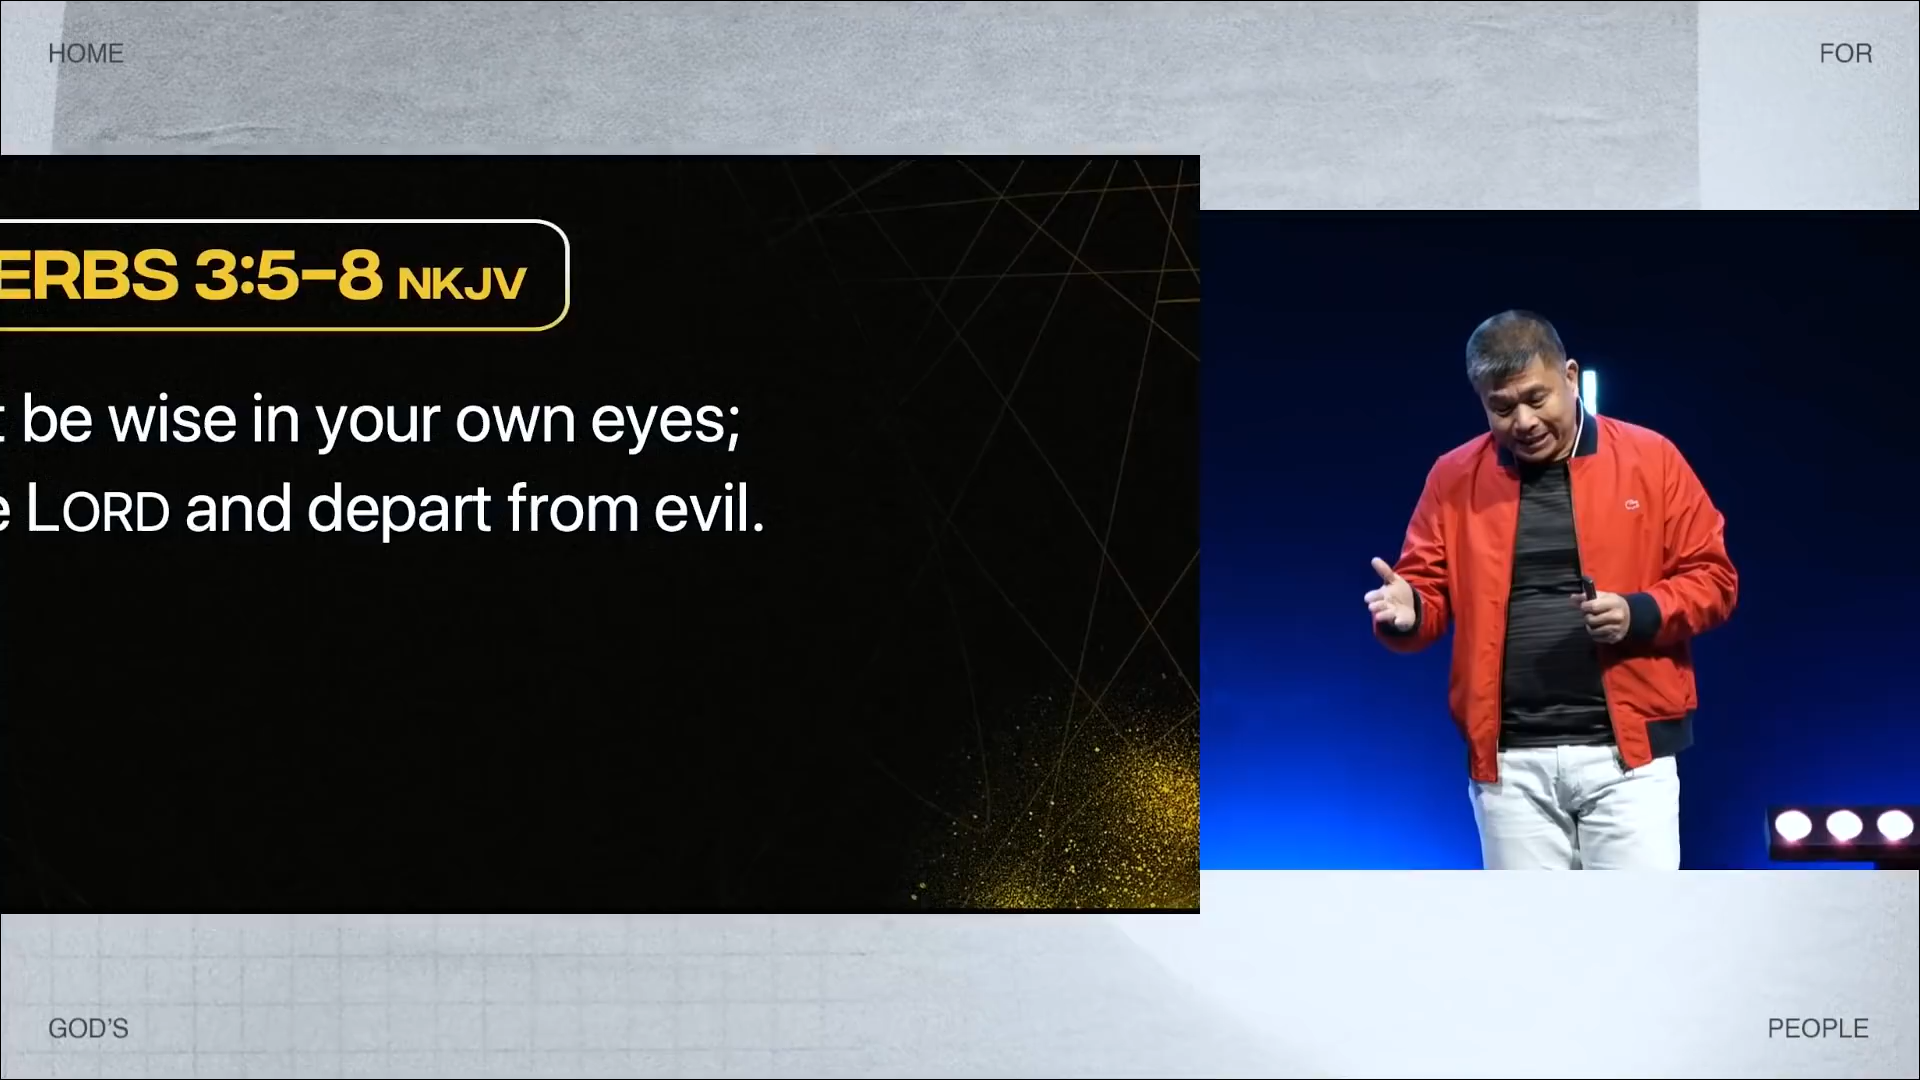 HOME
FOR
ERBS 3:5–8 NKJV
be wise in your own eyes;
LORD and depart from evil.
GOD'S
PEOPLE